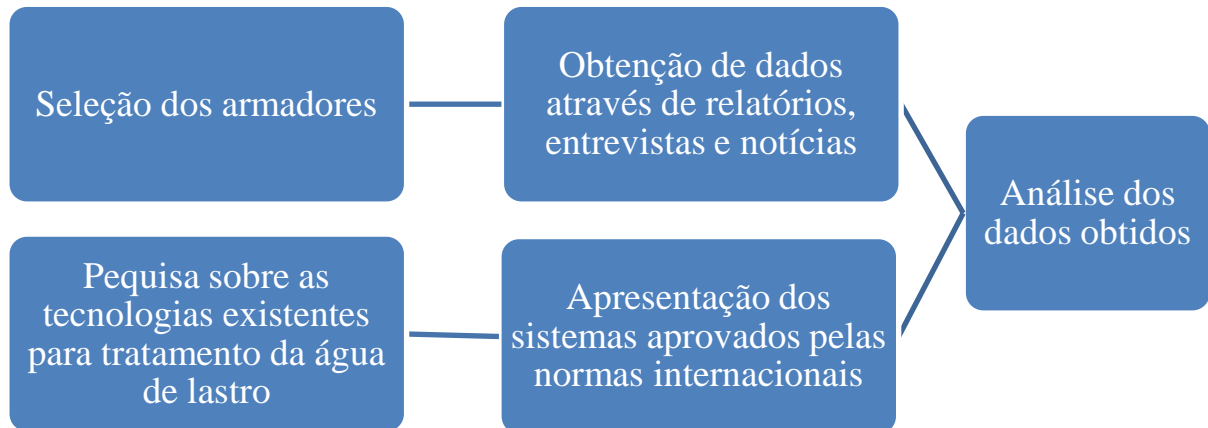 Seleção dos armadores
Obtenção de dados
através de relatórios,
entrevistas e notícias
Análise dos
dados obtidos
Pequisa sobre as
tecnologias existentes
para tratamento da água
de lastro
Apresentação dos
sistemas aprovados pelas
normas internacionais